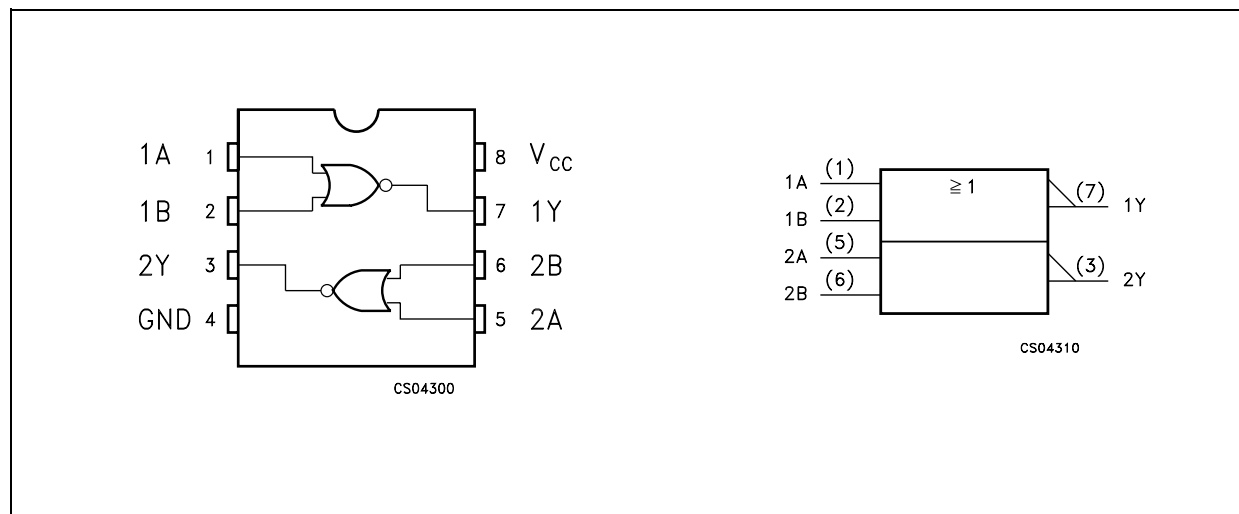 1A 1 8 VCC
1B 2 7 1Y
2Y 3 6 2B
GND 4 5 2A
CS04300
≧ 1
1A (1) (7) 1Y
1B (2)
2A (5) (3) 2Y
2B (6)
CS04310